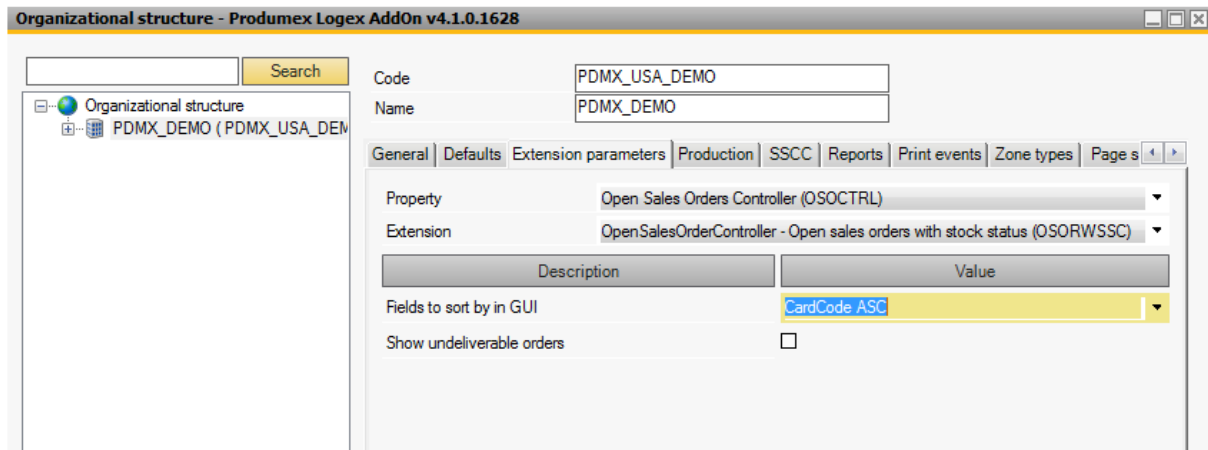 Organizational structure - Produmex Logex AddOn v4.1.0.1628
Search
Organizational structure
PDMX_DEMO ( PDMX_USA_DEM
Code PDMX_USA_DEMO
Name PDMX_DEMO
General Defaults Extension parameters Production SSCC Reports Print events Zone types Page s
Property Open Sales Orders Controller (OSOCTRL)
Extension OpenSalesOrderController - Open sales orders with stock status (OSORWSSC)
Description Value
Fields to sort by in GUI CardCode ASC
Show undeliverable orders